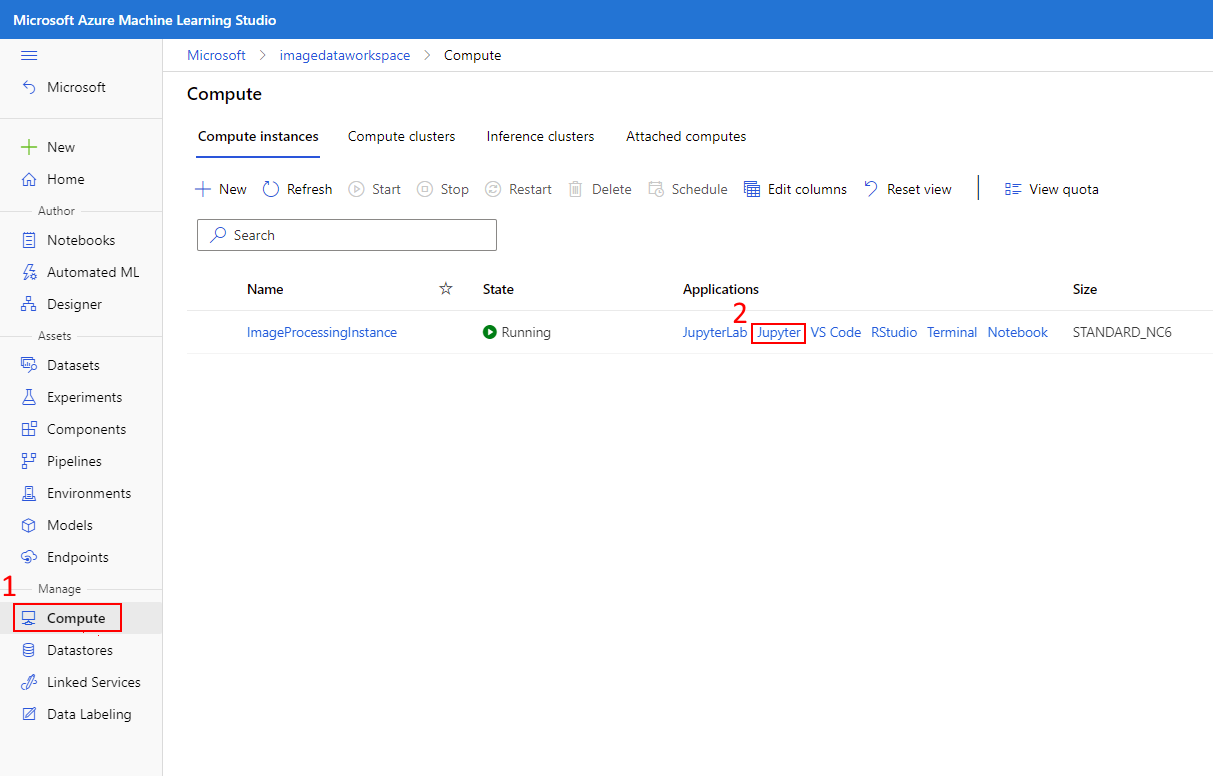 Microsoft Azure Machine Learning Studio
Microsoft > imagedataworkspace > Compute
Microsoft
New
Home
Author
Notebooks
Automated ML
Designer
Assets
Datasets
Experiments
Components
Pipelines
Environments
Models
Endpoints
1
Manage
Compute
Datastores
Linked Services
Data Labeling
Compute
Compute instances Compute clusters Inference clusters Attached computes
New Refresh Start Stop Restart Delete Schedule Edit columns Reset view View quota
Search
Name State Applications Size
2
ImageProcessingInstance Running JupyterLab Jupyter VS Code RStudio Terminal Notebook STANDARD_NC6